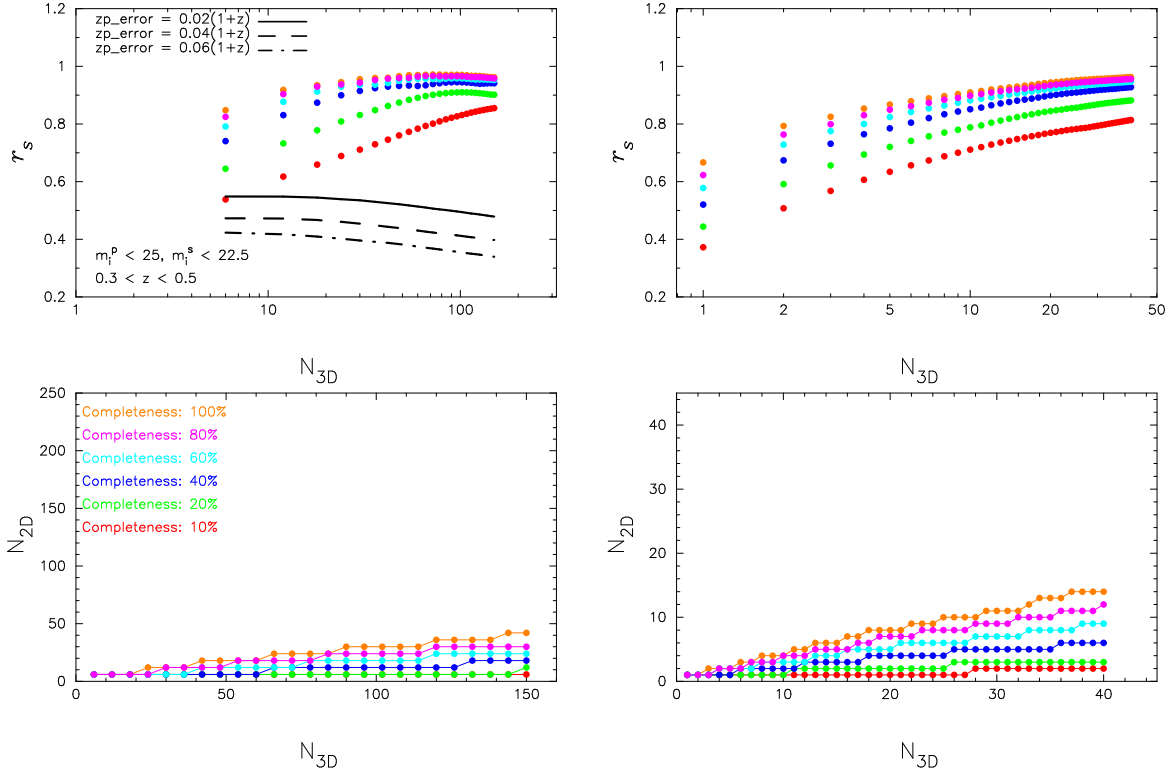 zp_error = 0.02(1+z)
zp_error = 0.04(1+z)
zp_error = 0.06(1+z)
1.2
1
0.8
0.6
0.4
0.2
r_s
m_i^p < 25, m_i^s < 22.5
0.3 < z < 0.5
1 10 100
N_3D
1.2
1
0.8
0.6
0.4
0.2
r_s
1 2 5 10 20 50
N_3D
250
200
150
100
50
0
N_2D
Completeness: 100%
Completeness: 80%
Completeness: 60%
Completeness: 40%
Completeness: 20%
Completeness: 10%
0 50 100 150
N_3D
40
30
20
10
0
N_2D
0 10 20 30 40
N_3D